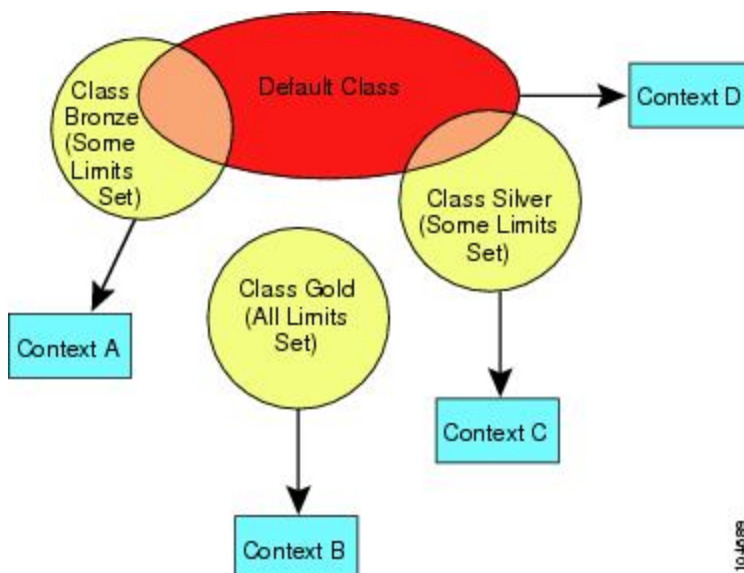 Default Class
Class
Bronze
(Some
Limits
Set)
Context D
Class Silver
(Some Limits
Set)
Class Gold
(All Limits
Set)
Context A
Context C
Context B